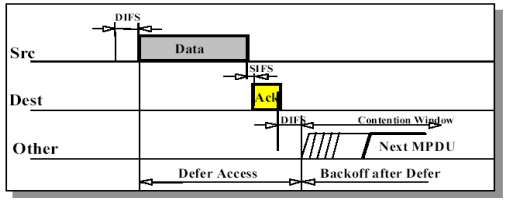 DIFS
Src
Data
SIFS
Dest
Ack
DIFS
Contention Window
Other
Next MPDU
Defer Access
Backoff after Defer